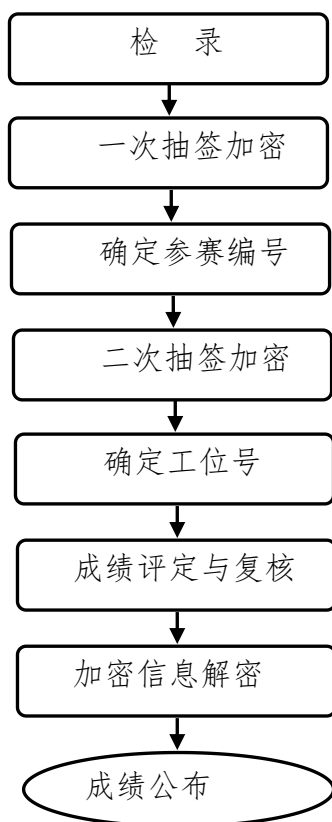 检 录
一次抽签加密
确定参赛编号
二次抽签加密
确定工位号
成绩评定与复核
加密信息解密
成绩公布